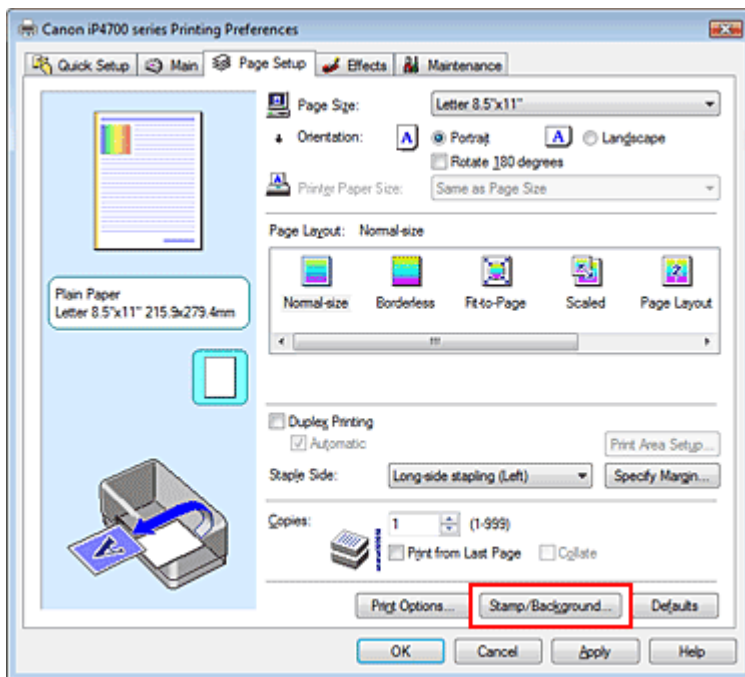 Canon iP4700 series Printing Preferences
Quick Setup Main Page Setup Effects Maintenance
Page Size: Letter 8.5"x11"
Orientation: A Portrait A Landscape
Rotate 180 degrees
Printer Paper Size: Same as Page Size
Page Layout: Normal-size
Normal-size Borderless Fit-to-Page Scaled Page Layout
Plain Paper
Letter 8.5"x11" 215.9x279.4mm
Duplex Printing
Automatic Print Area Setup...
Staple Side: Long-side stapling (Left) Specify Margin...
Copies: 1 (1-999)
Print from Last Page Collate
Print Options... Stamp/Background... Defaults
OK Cancel Apply Help